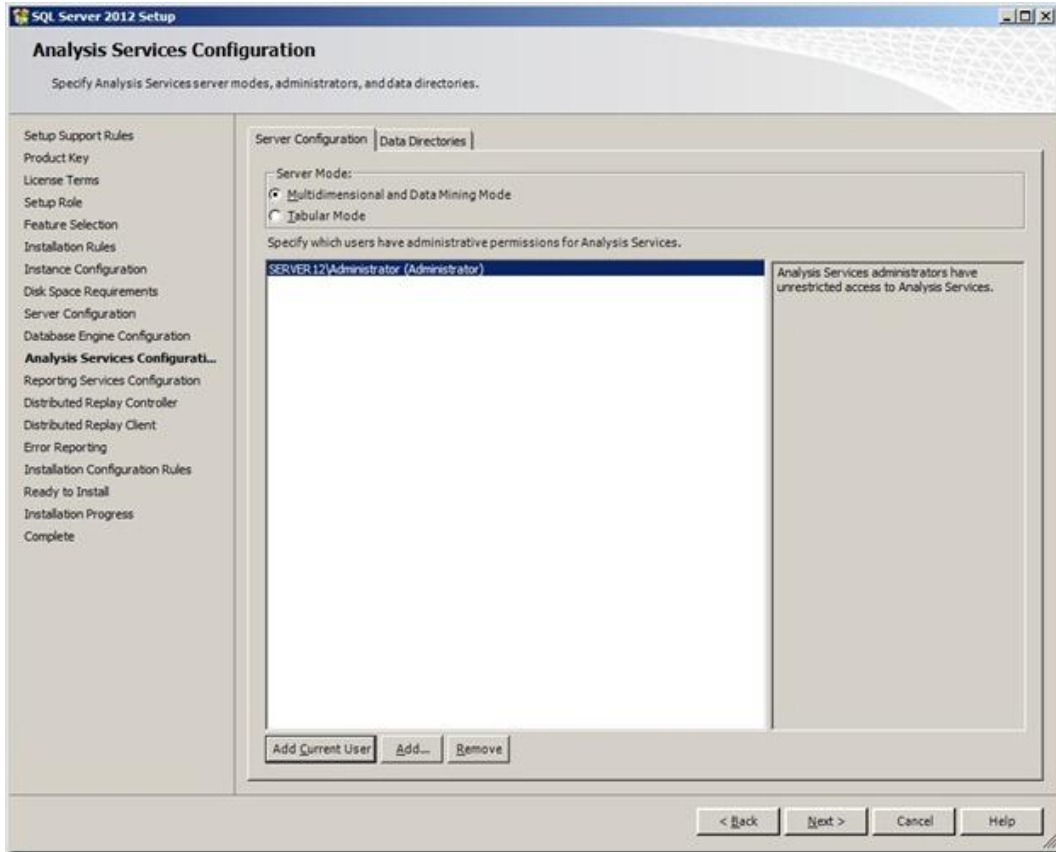 SQL Server 2012 Setup
Analysis Services Configuration
Specify Analysis Services server modes, administrators, and data directories.
Setup Support Rules
Product Key
License Terms
Setup Role
Feature Selection
Installation Rules
Instance Configuration
Disk Space Requirements
Server Configuration
Database Engine Configuration
Analysis Services Configurati...
Reporting Services Configuration
Distributed Replay Controller
Distributed Replay Client
Error Reporting
Installation Configuration Rules
Ready to Install
Installation Progress
Complete
Server Configuration Data Directories
Server Mode:
Multidimensional and Data Mining Mode
Tabular Mode
Specify which users have administrative permissions for Analysis Services.
SERVER12\Administrator (Administrator)
Analysis Services administrators have
unrestricted access to Analysis Services.
Add Current User Add... Remove
< Back Next > Cancel Help